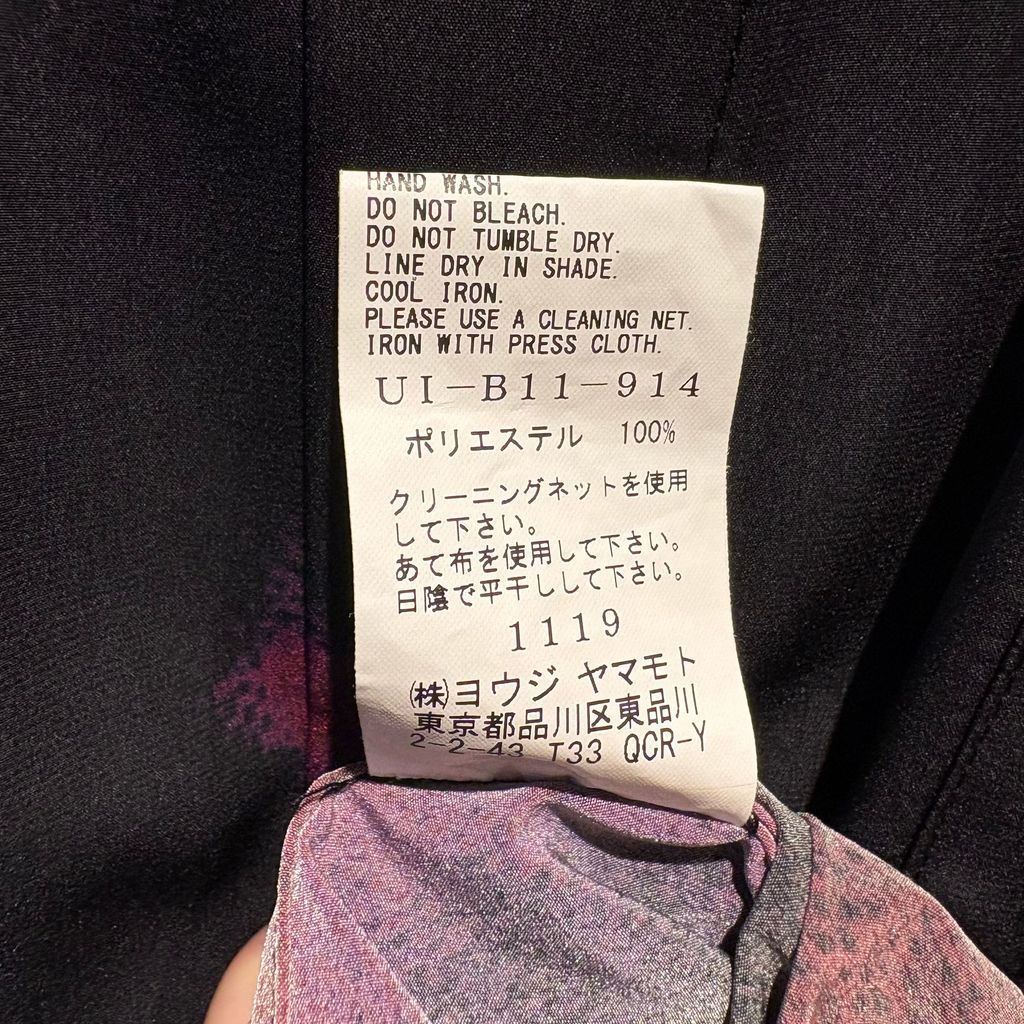 HAND WASH.
DO NOT BLEACH.
DO NOT TUMBLE DRY.
LINE DRY IN SHADE.
COOL IRON.
PLEASE USE A CLEANING NET.
IRON WITH PRESS CLOTH.
UI-B11-914
ポリエステル 100%
クリーニングネットを使用
して下さい。
あて布を使用して下さい。
日陰で平干しして下さい。
1119
(株)ヨウジ ヤマモト
東京都品川区東品川
2-2-43 T33 QCR-Y